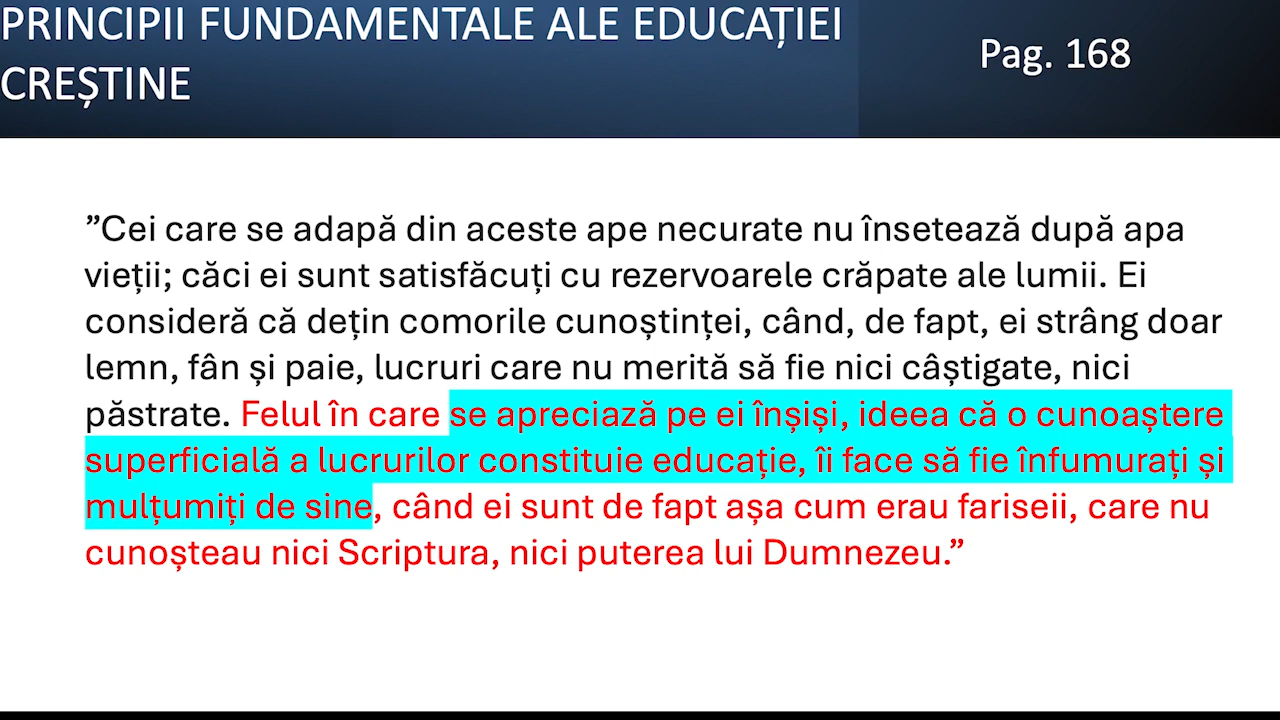 PRINCIPII FUNDAMENTALE ALE EDUCAȚIEI
CREȘTINE
Pag. 168
”Cei care se adapă din aceste ape necurate nu însetează după apa
vieții; căci ei sunt satisfăcuți cu rezervoarele crăpate ale lumii. Ei
consideră că dețin comorile cunoștinței, când, de fapt, ei strâng doar
lemn, fân și paie, lucruri care nu merită să fie nici câștigate, nici
păstrate. Felul în care se apreciază pe ei înșiși, ideea că o cunoaștere
superficială a lucrurilor constituie educație, îi face să fie înfumurați și
mulțumiți de sine, când ei sunt de fapt așa cum erau fariseii, care nu
cunoșteau nici Scriptura, nici puterea lui Dumnezeu.”